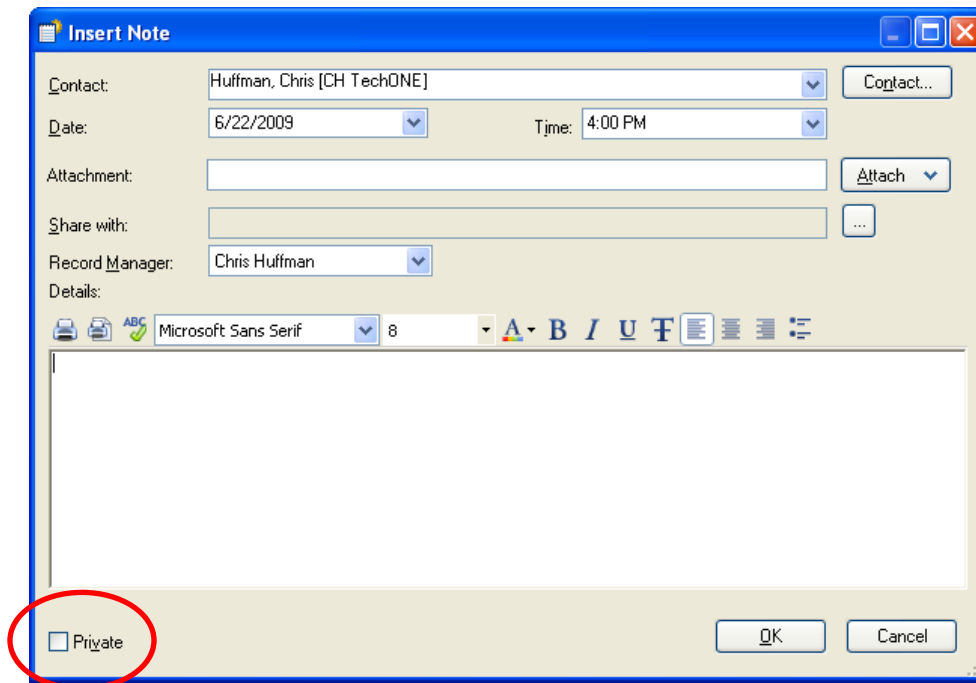 Insert Note
Contact: Huffman, Chris [CH TechONE] Contact...
Date: 6/22/2009 Time: 4:00 PM
Attachment: Attach
Share with: ...
Record Manager: Chris Huffman
Details:
ABC Microsoft Sans Serif 8 A B I U T
Private OK Cancel